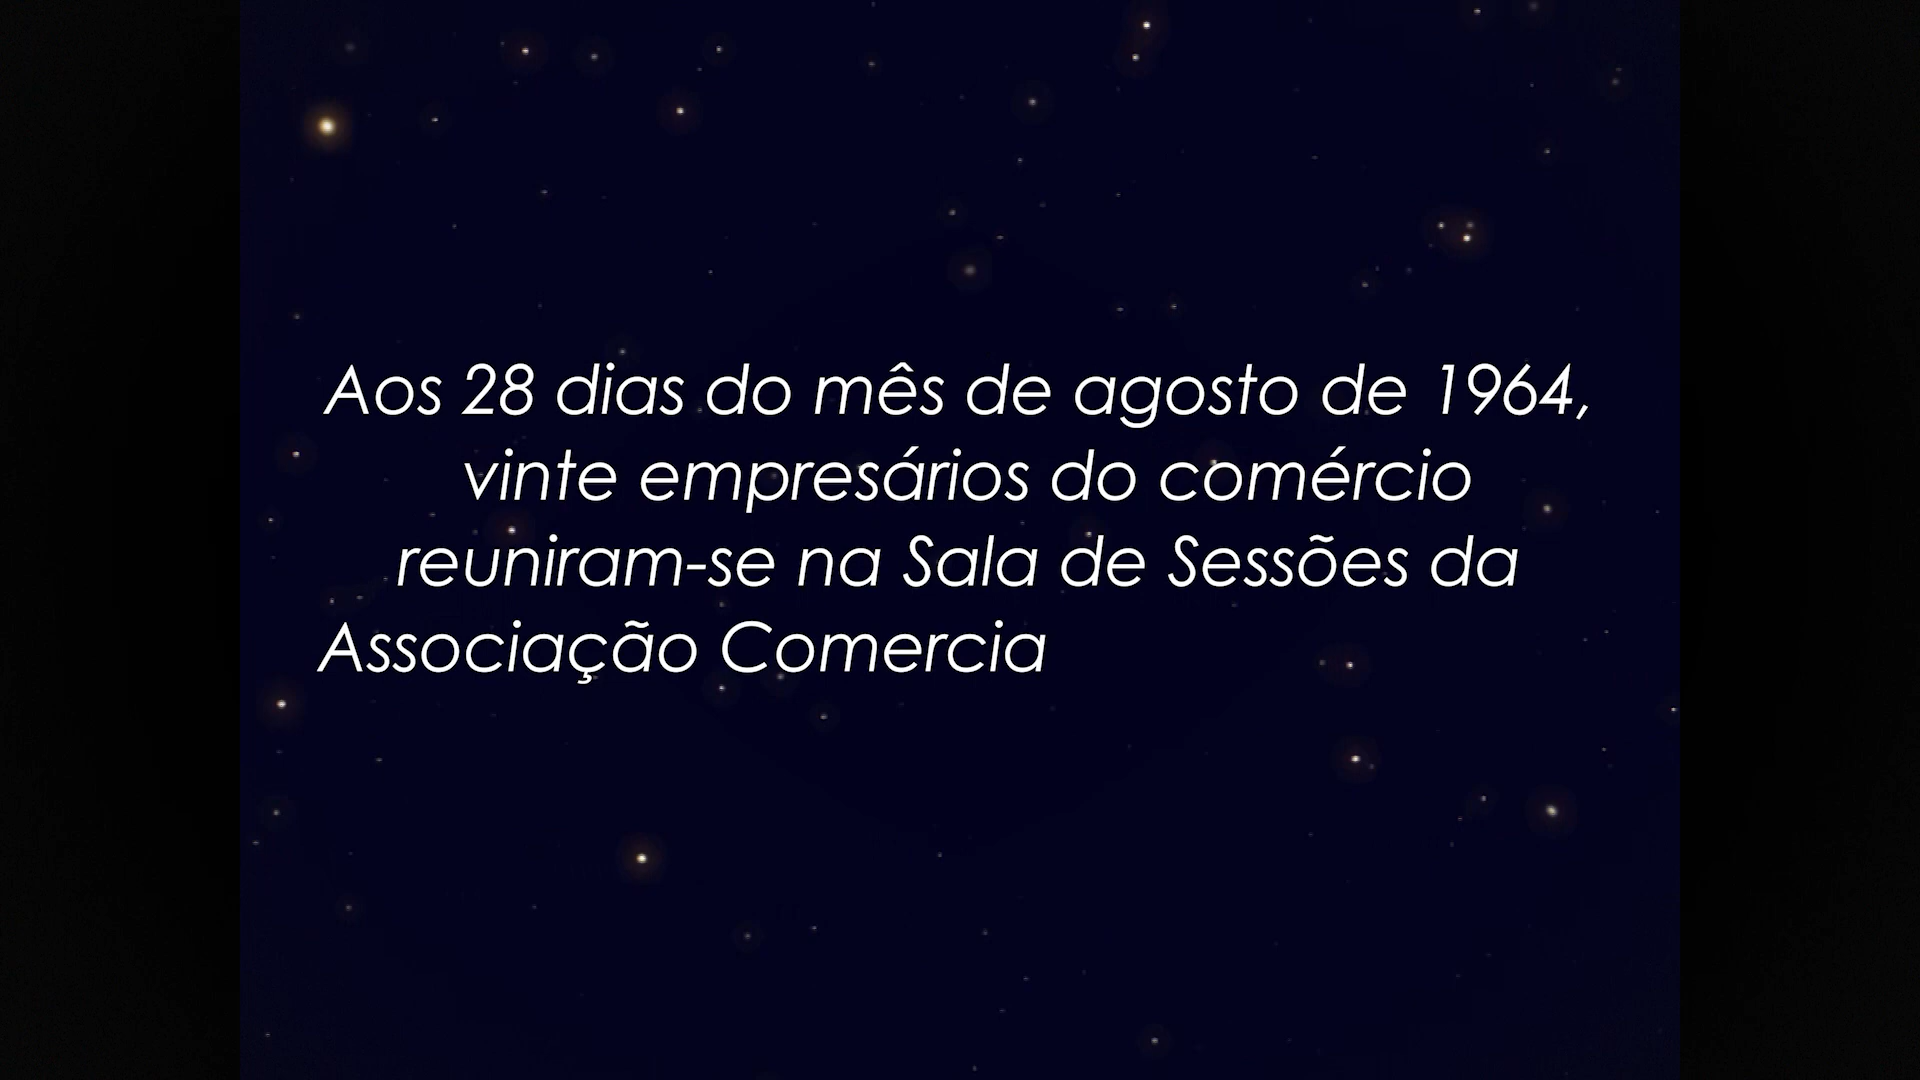 Aos 28 dias do mês de agosto de 1964,
vinte empresários do comércio
reuniram-se na Sala de Sessões da
Associação Comercia